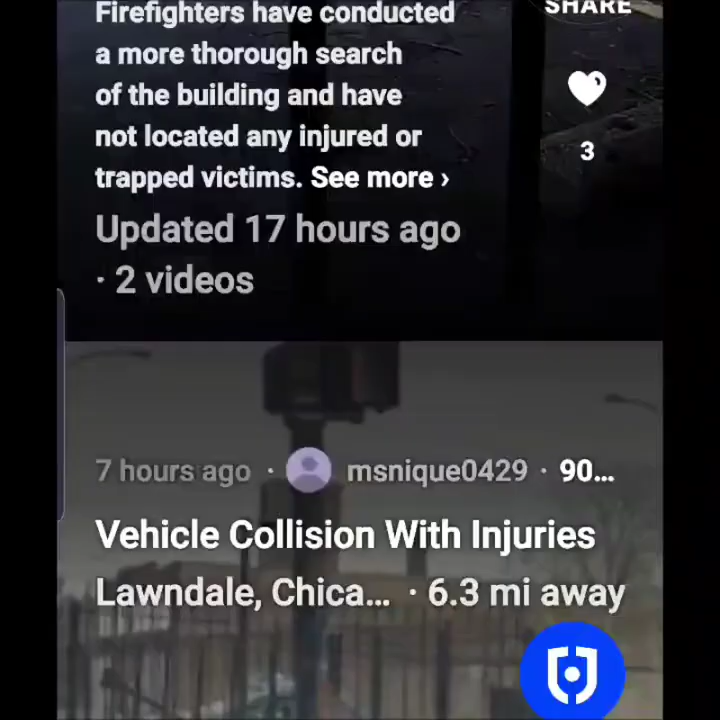 SHARE
Firefighters have conducted
a more thorough search
of the building and have
not located any injured or
trapped victims. See more ›
3
Updated 17 hours ago
· 2 videos
7 hours ago · msnique0429 · 90...
Vehicle Collision With Injuries
Lawndale, Chica... · 6.3 mi away